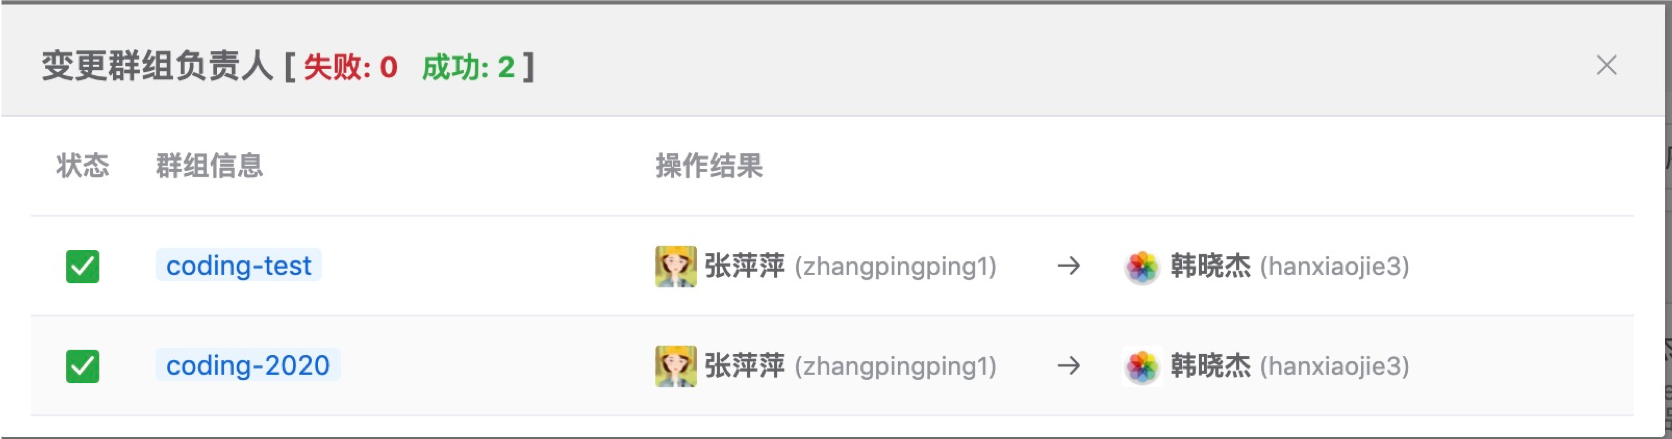 变更群组负责人 [ 失败: 0 成功: 2 ]
状态 群组信息 操作结果
coding-test 张萍萍 (zhangpingping1) → 韩晓杰 (hanxiaojie3)
coding-2020 张萍萍 (zhangpingping1) → 韩晓杰 (hanxiaojie3)